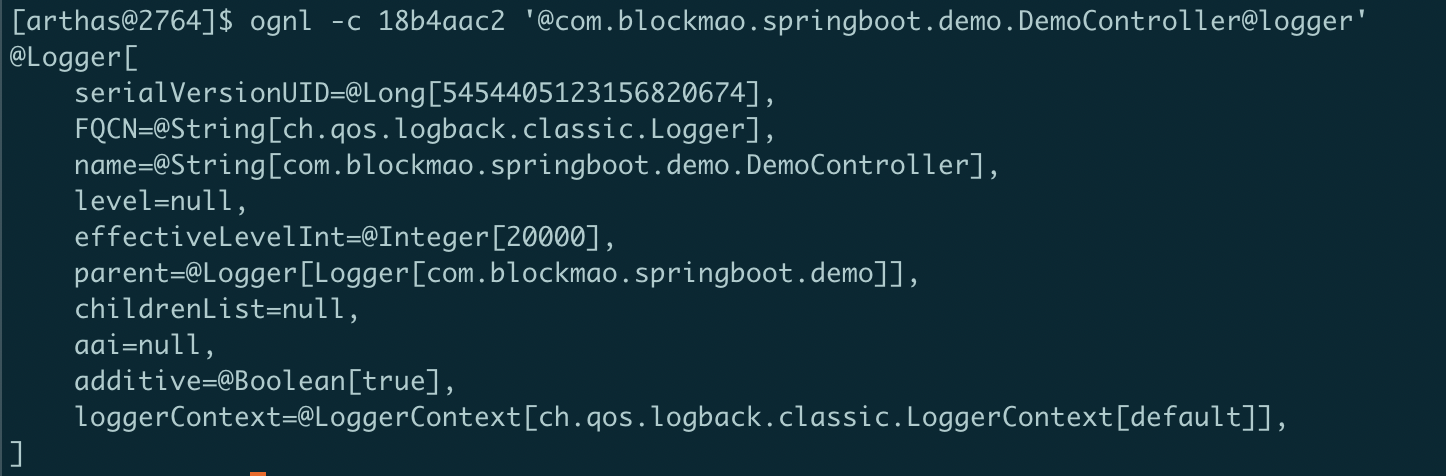 [arthas@2764]$ ognl -c 18b4aac2 '@com.blockmao.springboot.demo.DemoController@logger'
@Logger[
    serialVersionUID=@Long[5454405123156820674],
    FQCN=@String[ch.qos.logback.classic.Logger],
    name=@String[com.blockmao.springboot.demo.DemoController],
    level=null,
    effectiveLevelInt=@Integer[20000],
    parent=@Logger[Logger[com.blockmao.springboot.demo]],
    childrenList=null,
    aai=null,
    additive=@Boolean[true],
    loggerContext=@LoggerContext[ch.qos.logback.classic.LoggerContext[default]],
]